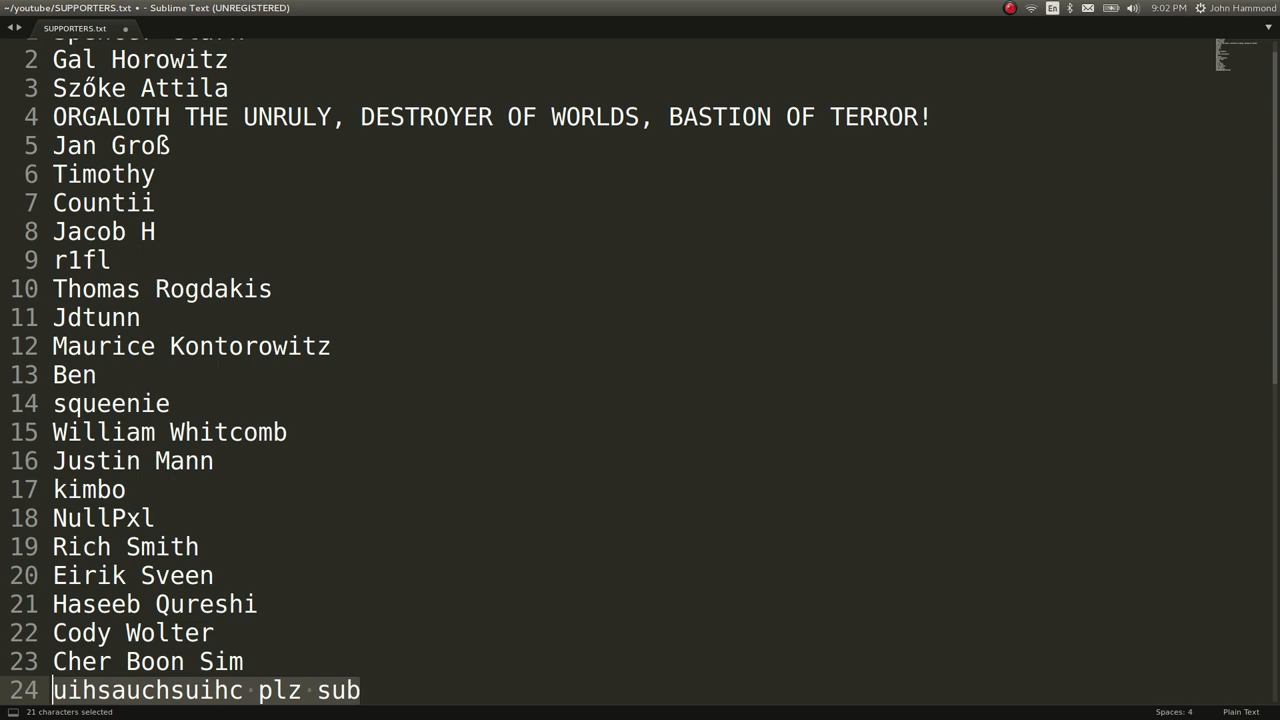 ~/youtube/SUPPORTERS.txt • - Sublime Text (UNREGISTERED)
En
9:02 PM
John Hammond
SUPPORTERS.txt
1
2 Gal Horowitz
3 Szőke Attila
4 ORGALOTH THE UNRULY, DESTROYER OF WORLDS, BASTION OF TERROR!
5 Jan Groß
6 Timothy
7 Countii
8 Jacob H
9 r1fl
10 Thomas Rogdakis
11 Jdtunn
12 Maurice Kontorowitz
13 Ben
14 squeenie
15 William Whitcomb
16 Justin Mann
17 kimbo
18 NullPxl
19 Rich Smith
20 Eirik Sveen
21 Haseeb Qureshi
22 Cody Wolter
23 Cher Boon Sim
24 uihsauchsuihc plz sub
21 characters selected
Spaces: 4
Plain Text